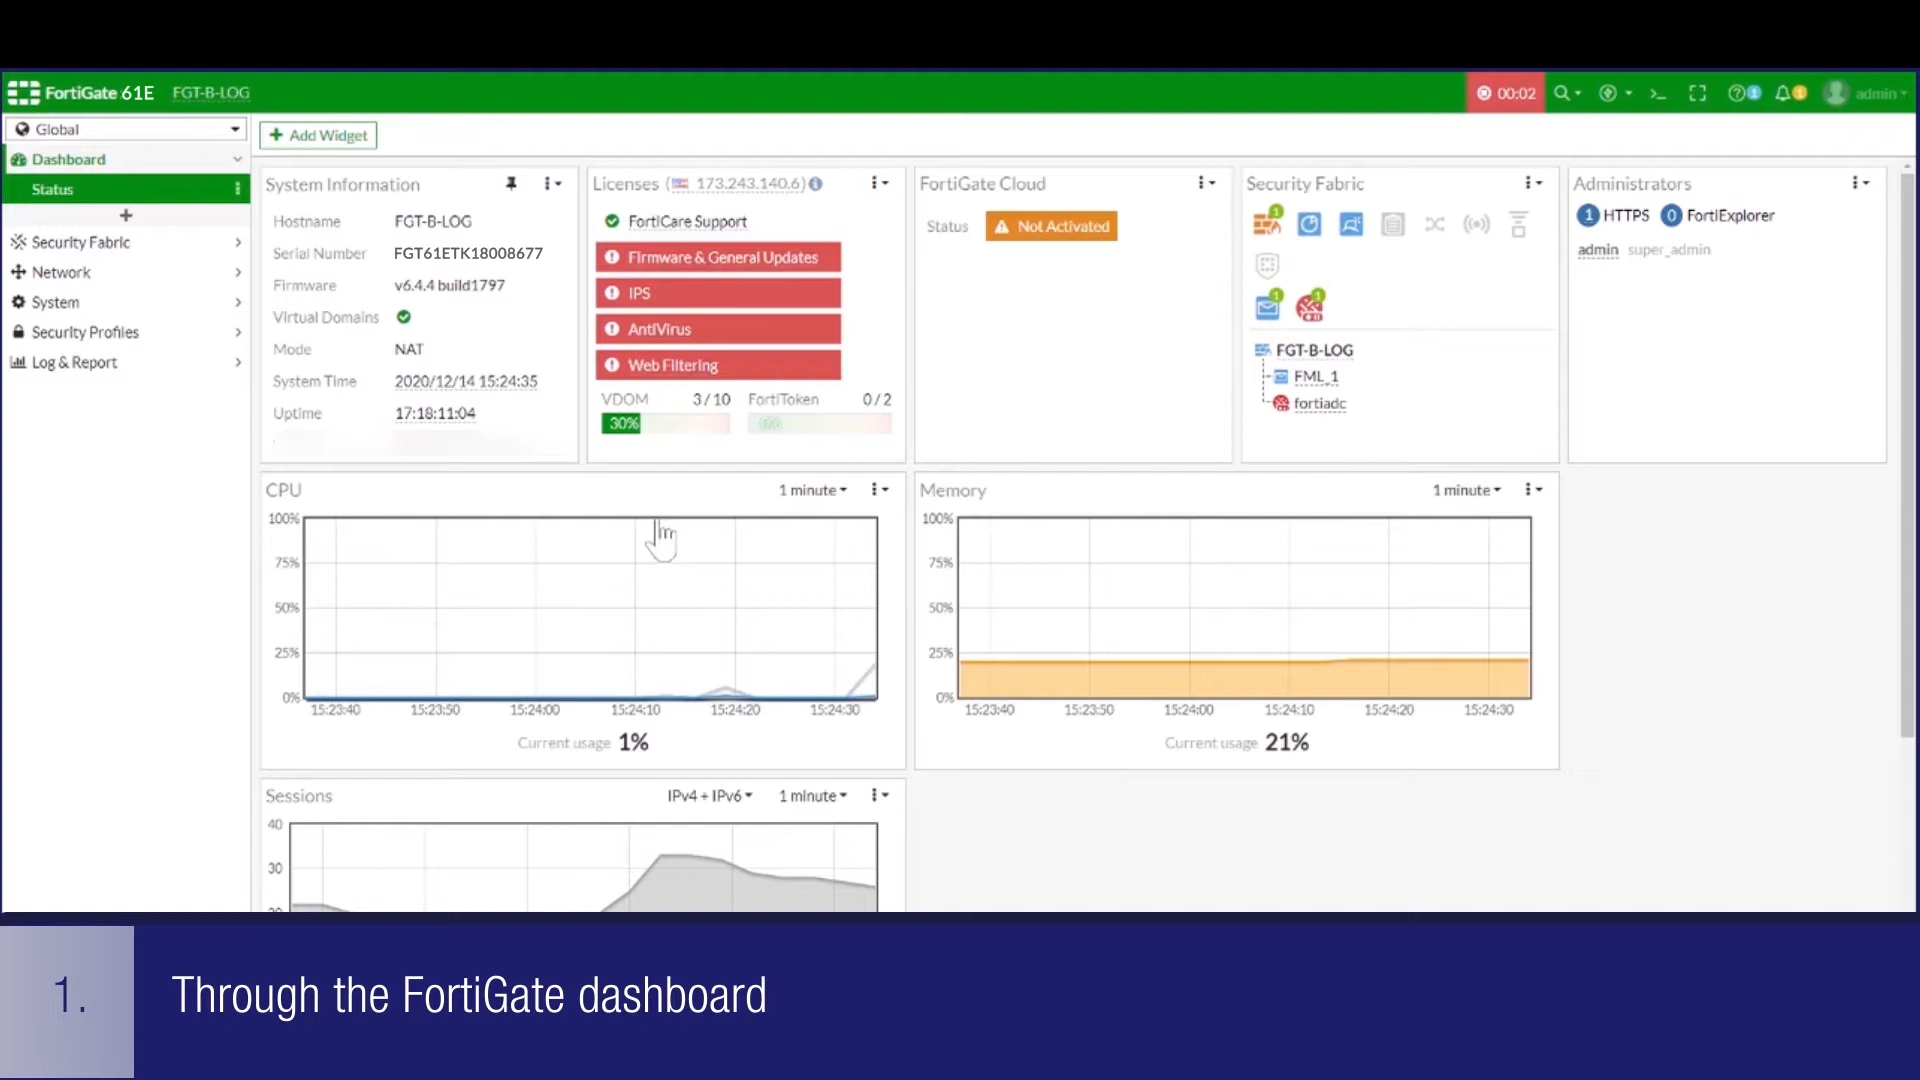 FortiGate 61E FGT-B-LOG 00:02 1 1 admin
Global
Add Widget
Dashboard
Status
Security Fabric
Network
System
Security Profiles
Log & Report
System Information
Hostname FGT-B-LOG
Serial Number FGT61ETK18008677
Firmware v6.4.4 build1797
Virtual Domains
Mode NAT
System Time 2020/12/14 15:24:35
Uptime 17:18:11:04
Licenses (173.243.140.6)
FortiCare Support
Firmware & General Updates
IPS
AntiVirus
Web Filtering
VDOM 3 / 10 FortiToken 0 / 2
30% 0%
FortiGate Cloud
Status Not Activated
Security Fabric
1
1 1
FGT-B-LOG
FML_1
fortiadc
Administrators
1 HTTPS 0 FortiExplorer
admin super_admin
CPU 1 minute
100%
75%
50%
25%
0%
15:23:40 15:23:50 15:24:00 15:24:10 15:24:20 15:24:30
Current usage 1%
Memory 1 minute
100%
75%
50%
25%
0%
15:23:40 15:23:50 15:24:00 15:24:10 15:24:20 15:24:30
Current usage 21%
Sessions IPv4 + IPv6 1 minute
40
30
20
1. Through the FortiGate dashboard